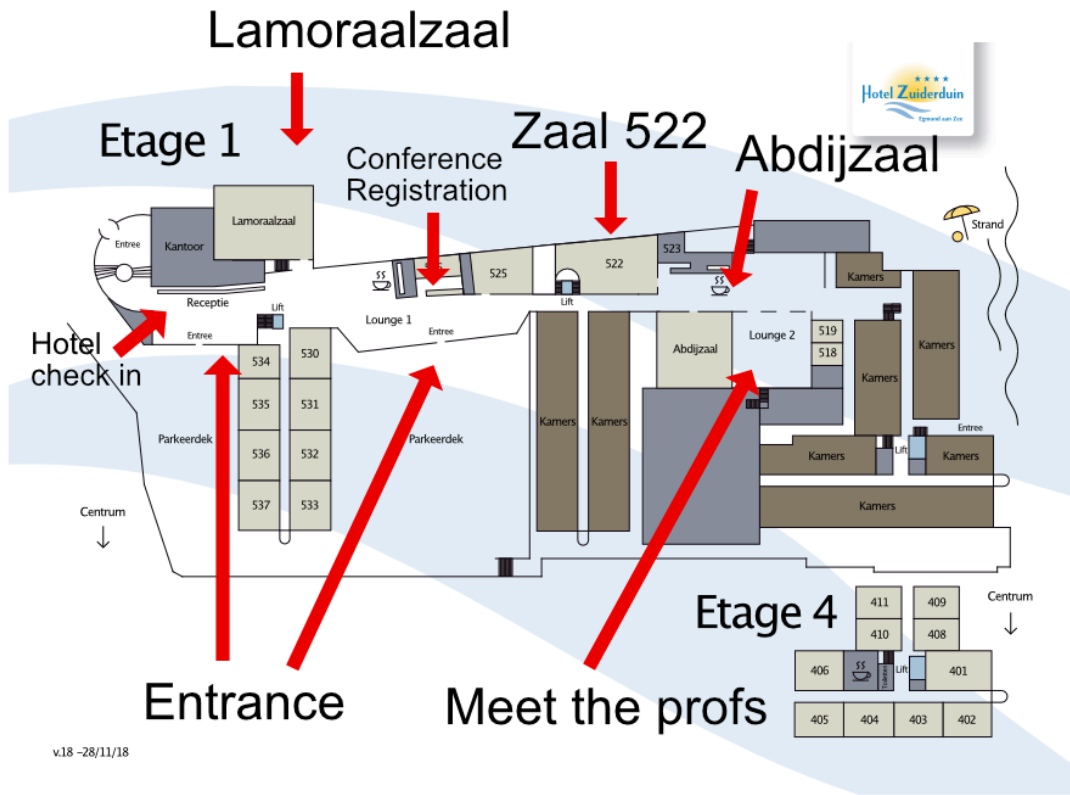 Lamoraalzaal
Hotel Zuiderduin
Egmond aan Zee
Etage 1
Zaal 522
Abdijzaal
Conference
Registration
Lamoraalzaal
Strand
Entree
Kantoor
523
522
525
Kamers
Receptie
Lift
Lift
Lounge 1
Entree
Entree
Hotel
check in
Abdijzaal
Lounge 2
519
518
Kamers
Kamers
534
530
535
531
Parkeerdek
Parkeerdek
Kamers
Kamers
536
532
537
533
Entree
Kamers
Lift
Kamers
Kamers
Centrum
Etage 4
411
409
Centrum
410
408
406
Toiletten
Lift
401
405
404
403
402
Entrance
Meet the profs
v.18 –28/11/18